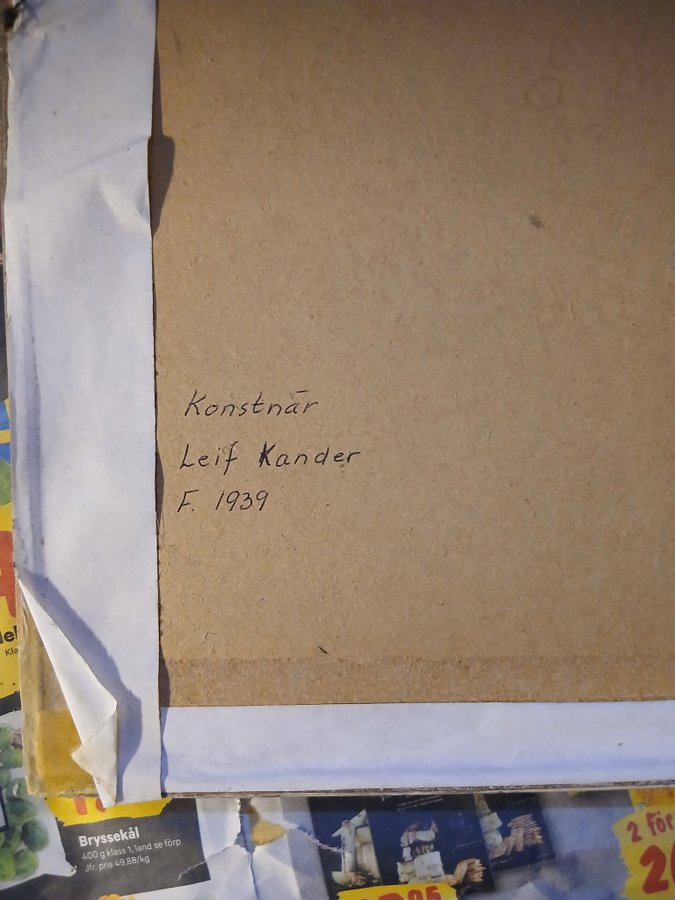 Konstnär
Leif Kander
F. 1939
Bryssekål
400 g klass 1, land se förp
Jfr. pris 49,88/kg
2 för